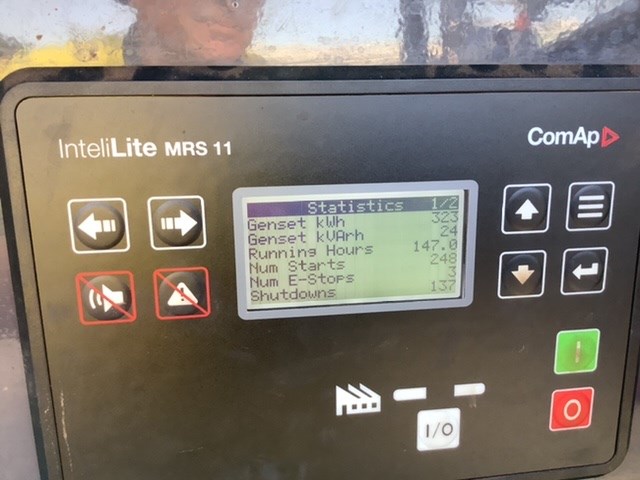 InteliLite MRS 11
ComAp
Statistics 1/2
Genset kWh 323
Genset kVArh 24
Running Hours 147.0
Num Starts 248
Num E-Stops 3
Shutdowns 137
I
O
I/O